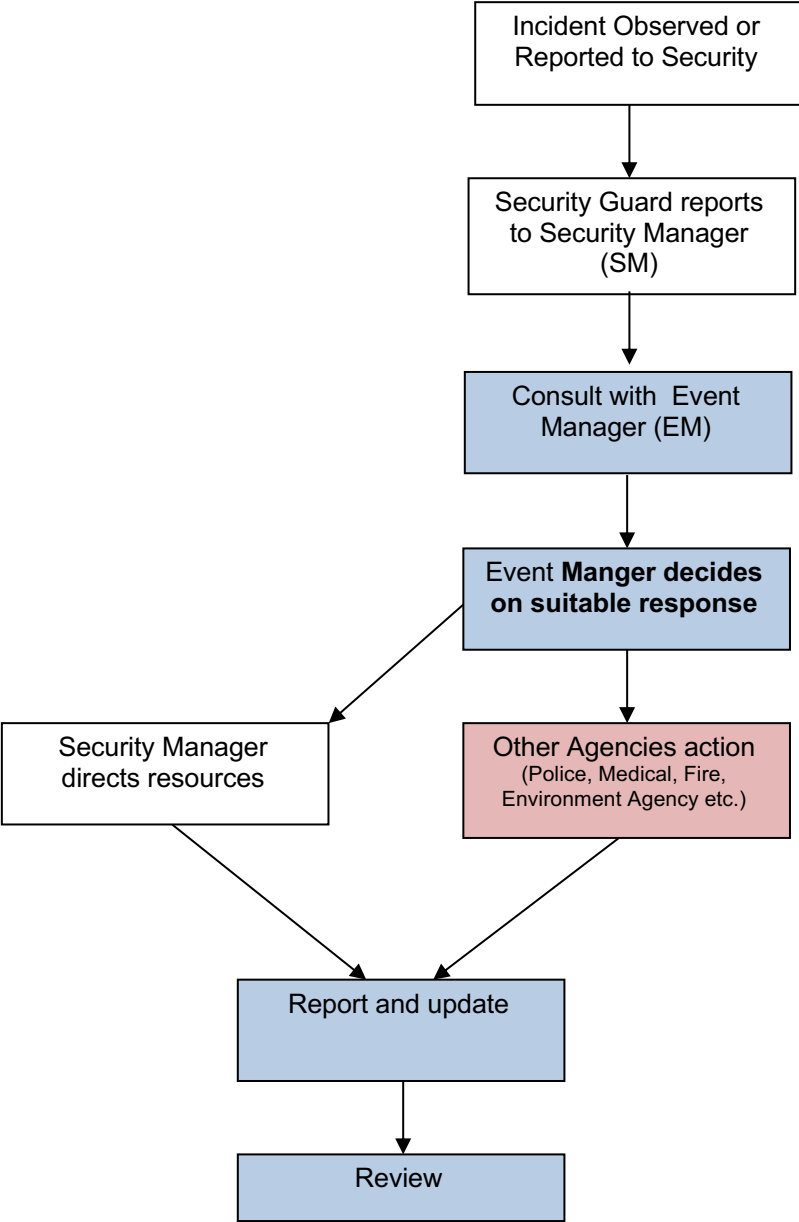 Incident Observed or
Reported to Security
Security Guard reports
to Security Manager
(SM)
Consult with  Event
Manager (EM)
Event Manger decides
on suitable response
Security Manager
directs resources
Other Agencies action
(Police, Medical, Fire,
Environment Agency etc.)
Report and update
Review